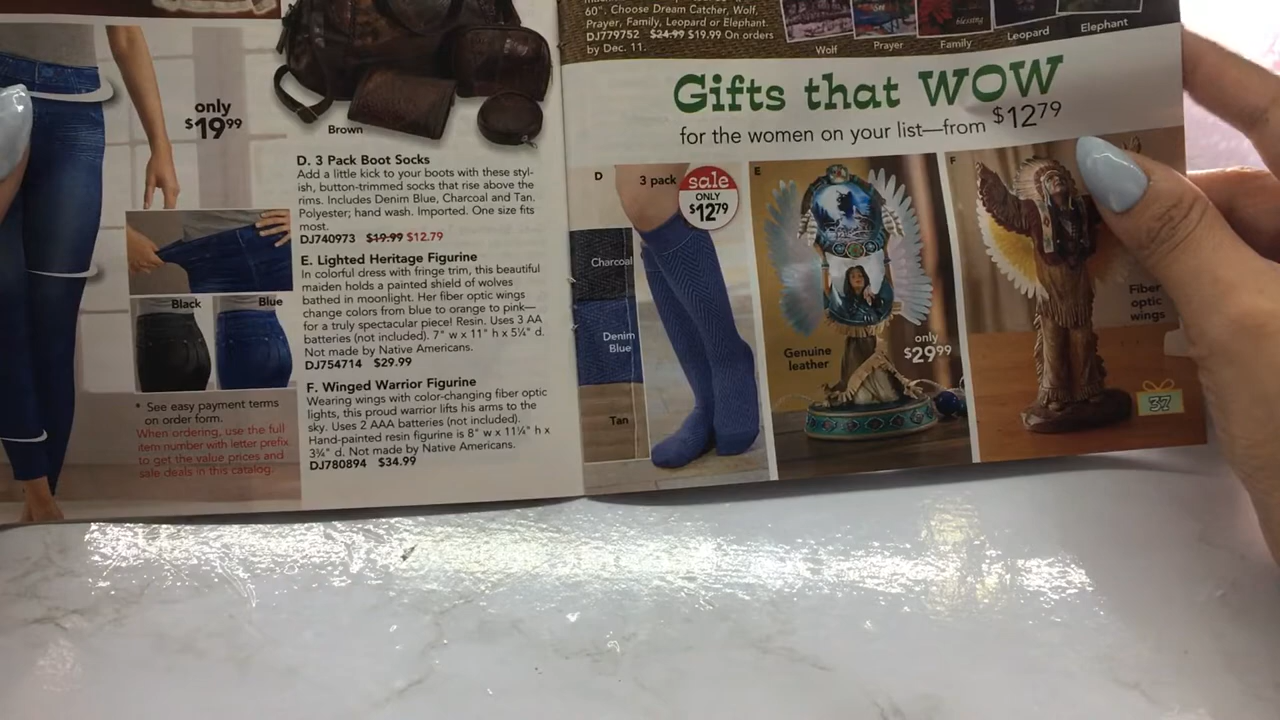 only
$19⁹⁹
Black
Blue
* See easy payment terms
on order form.
When ordering, use the full
item number with letter prefix
to get the value prices and
sale deals in this catalog.
Brown
D. 3 Pack Boot Socks
Add a little kick to your boots with these styl-
ish, button-trimmed socks that rise above the
rims. Includes Denim Blue, Charcoal and Tan.
Polyester; hand wash. Imported. One size fits
most.
DJ740973 $19.99 $12.79
E. Lighted Heritage Figurine
In colorful dress with fringe trim, this beautiful
maiden holds a painted shield of wolves
bathed in moonlight. Her fiber optic wings
change colors from blue to orange to pink—
for a truly spectacular piece! Resin. Uses 3 AA
batteries (not included). 7" w x 11" h x 5¼" d.
Not made by Native Americans.
DJ754714 $29.99
F. Winged Warrior Figurine
Wearing wings with color-changing fiber optic
lights, this proud warrior lifts his arms to the
sky. Uses 2 AAA batteries (not included).
Hand-painted resin figurine is 8" w x 11¼" h x
3¾" d. Not made by Native Americans.
DJ780894 $34.99
60". Choose Dream Catcher, Wolf,
Prayer, Family, Leopard or Elephant.
DJ779752 $24.99 $19.99 On orders
by Dec. 11.
blessing
Wolf
Prayer
Family
Leopard
Elephant
Gifts that WOW
for the women on your list—from $12⁷⁹
D
3 pack
sale
ONLY
$12⁷⁹
Charcoal
Denim
Blue
Tan
E
Genuine
leather
only
$29⁹⁹
F
Fiber
optic
wings
37